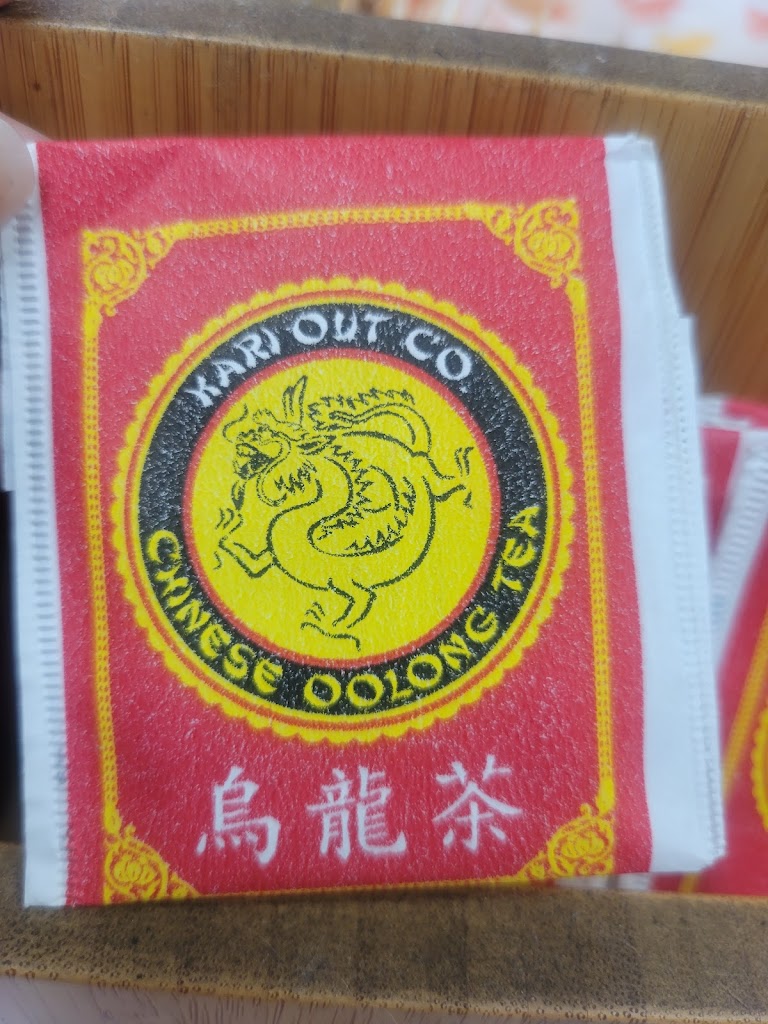 KARI OUT CO.
CHINESE OOLONG TEA
烏龍茶